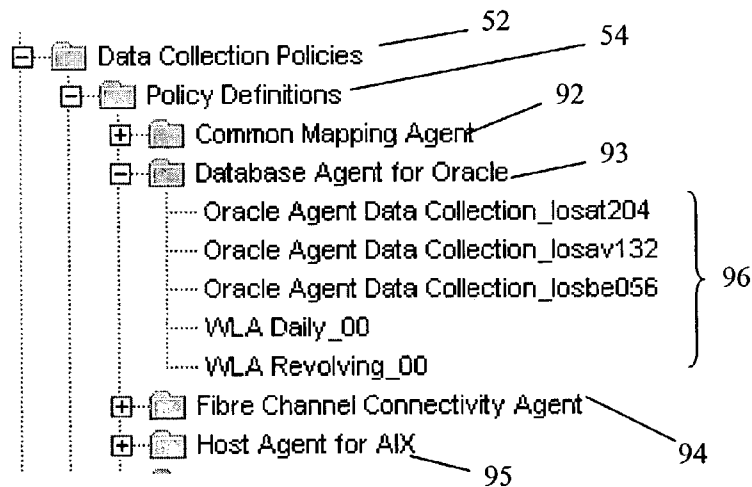 Data Collection Policies 52
Policy Definitions 54
Common Mapping Agent 92
Database Agent for Oracle 93
Oracle Agent Data Collection_losat204
Oracle Agent Data Collection_losav132
Oracle Agent Data Collection_losbe056
WLA Daily_00
WLA Revolving_00
96
Fibre Channel Connectivity Agent 94
Host Agent for AIX 95